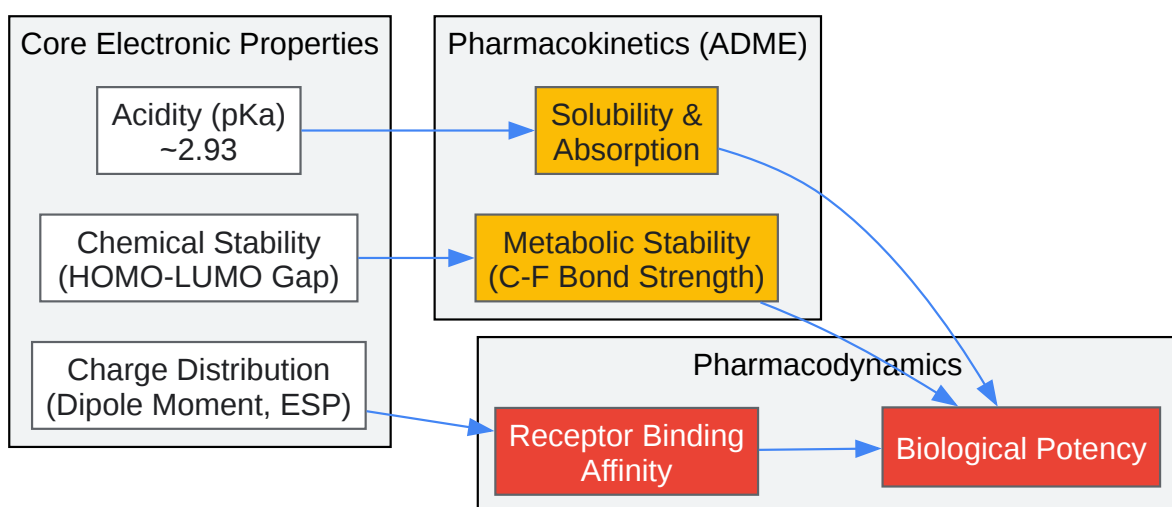 Core Electronic Properties
Acidity (pKa)
~2.93
Chemical Stability
(HOMO-LUMO Gap)
Charge Distribution
(Dipole Moment, ESP)
Pharmacokinetics (ADME)
Solubility &
Absorption
Metabolic Stability
(C-F Bond Strength)
Pharmacodynamics
Receptor Binding
Affinity
Biological Potency